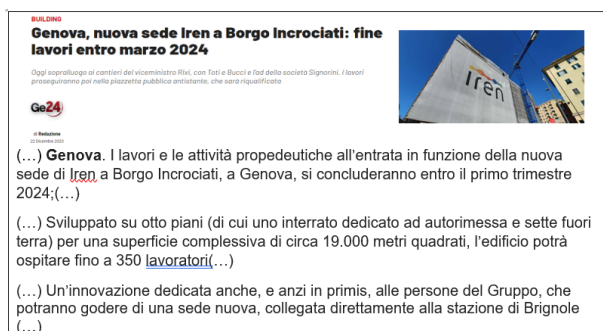 BUILDING
Genova, nuova sede Iren a Borgo Incrociati: fine
lavori entro marzo 2024
Oggi sopralluogo ai cantieri del viceministro Rixi, con Toti e Bucci e l'ad della società Signorini. I lavori
proseguiranno poi nella piazzetta pubblica antistante, che sarà riqualificata
Iren
Ge24
di Redazione
22 Dicembre 2023
(…) Genova. I lavori e le attività propedeutiche all'entrata in funzione della nuova
sede di Iren a Borgo Incrociati, a Genova, si concluderanno entro il primo trimestre
2024;(…)
(…) Sviluppato su otto piani (di cui uno interrato dedicato ad autorimessa e sette fuori
terra) per una superficie complessiva di circa 19.000 metri quadrati, l'edificio potrà
ospitare fino a 350 lavoratori(…)
(…) Un'innovazione dedicata anche, e anzi in primis, alle persone del Gruppo, che
potranno godere di una sede nuova, collegata direttamente alla stazione di Brignole
(…)